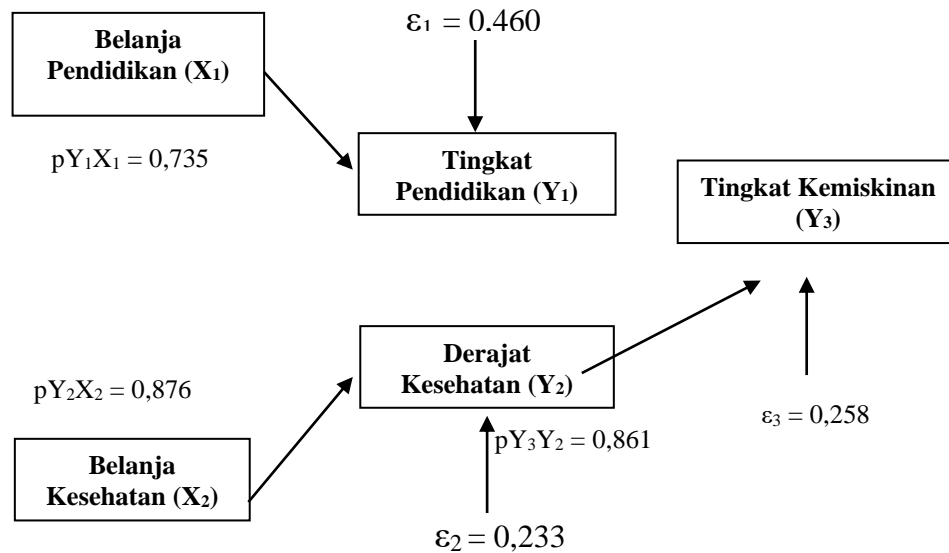 ε₁ = 0.460
Belanja
Pendidikan (X₁)
pY₁X₁ = 0,735
Tingkat
Pendidikan (Y₁)
Tingkat Kemiskinan
(Y₃)
Derajat
Kesehatan (Y₂)
pY₂X₂ = 0,876
ε₃ = 0,258
pY₃Y₂ = 0,861
Belanja
Kesehatan (X₂)
ε₂ = 0,233